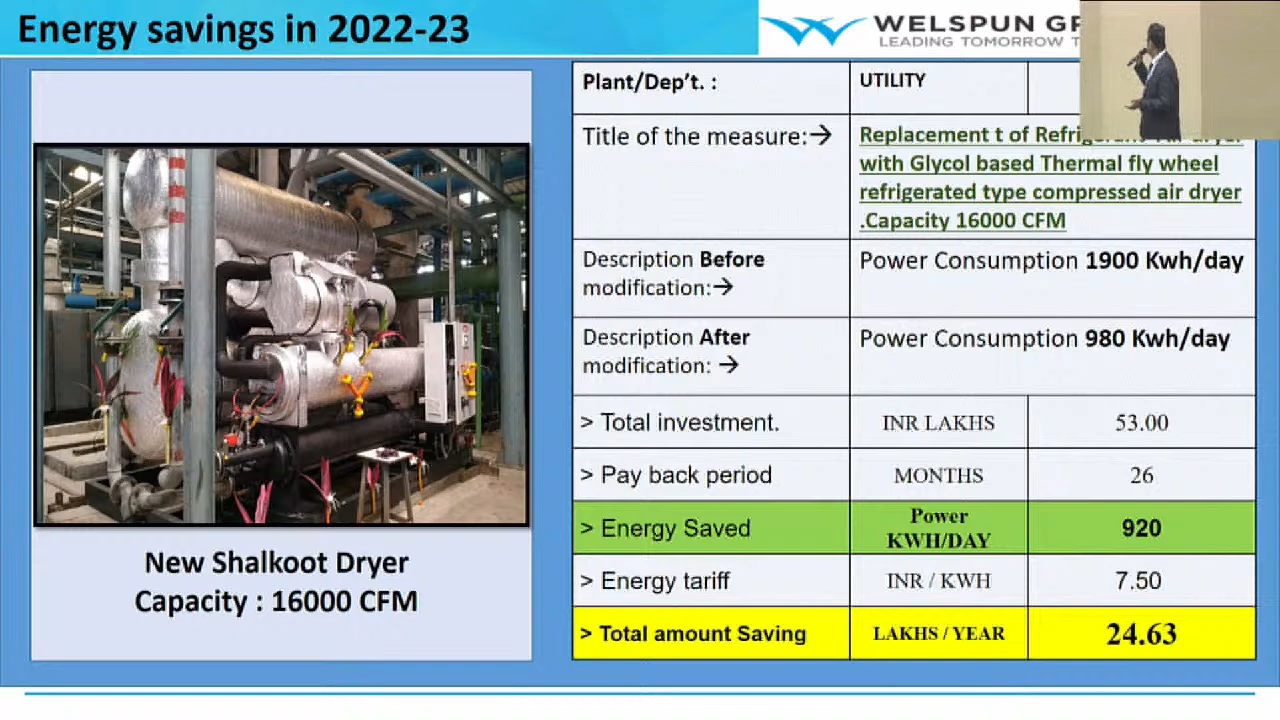 Energy savings in 2022-23
WELSPUN
LEADING TOMORROW
New Shalkoot Dryer
Capacity : 16000 CFM
Plant/Dep't. :
UTILITY
Title of the measure:→
Replacement t of
with Glycol based Thermal fly wheel
refrigerated type compressed air dryer
.Capacity 16000 CFM
Description Before
modification:→
Power Consumption 1900 Kwh/day
Description After
modification: →
Power Consumption 980 Kwh/day
> Total investment.
INR LAKHS
53.00
> Pay back period
MONTHS
26
> Energy Saved
Power
KWH/DAY
920
> Energy tariff
INR / KWH
7.50
> Total amount Saving
LAKHS / YEAR
24.63